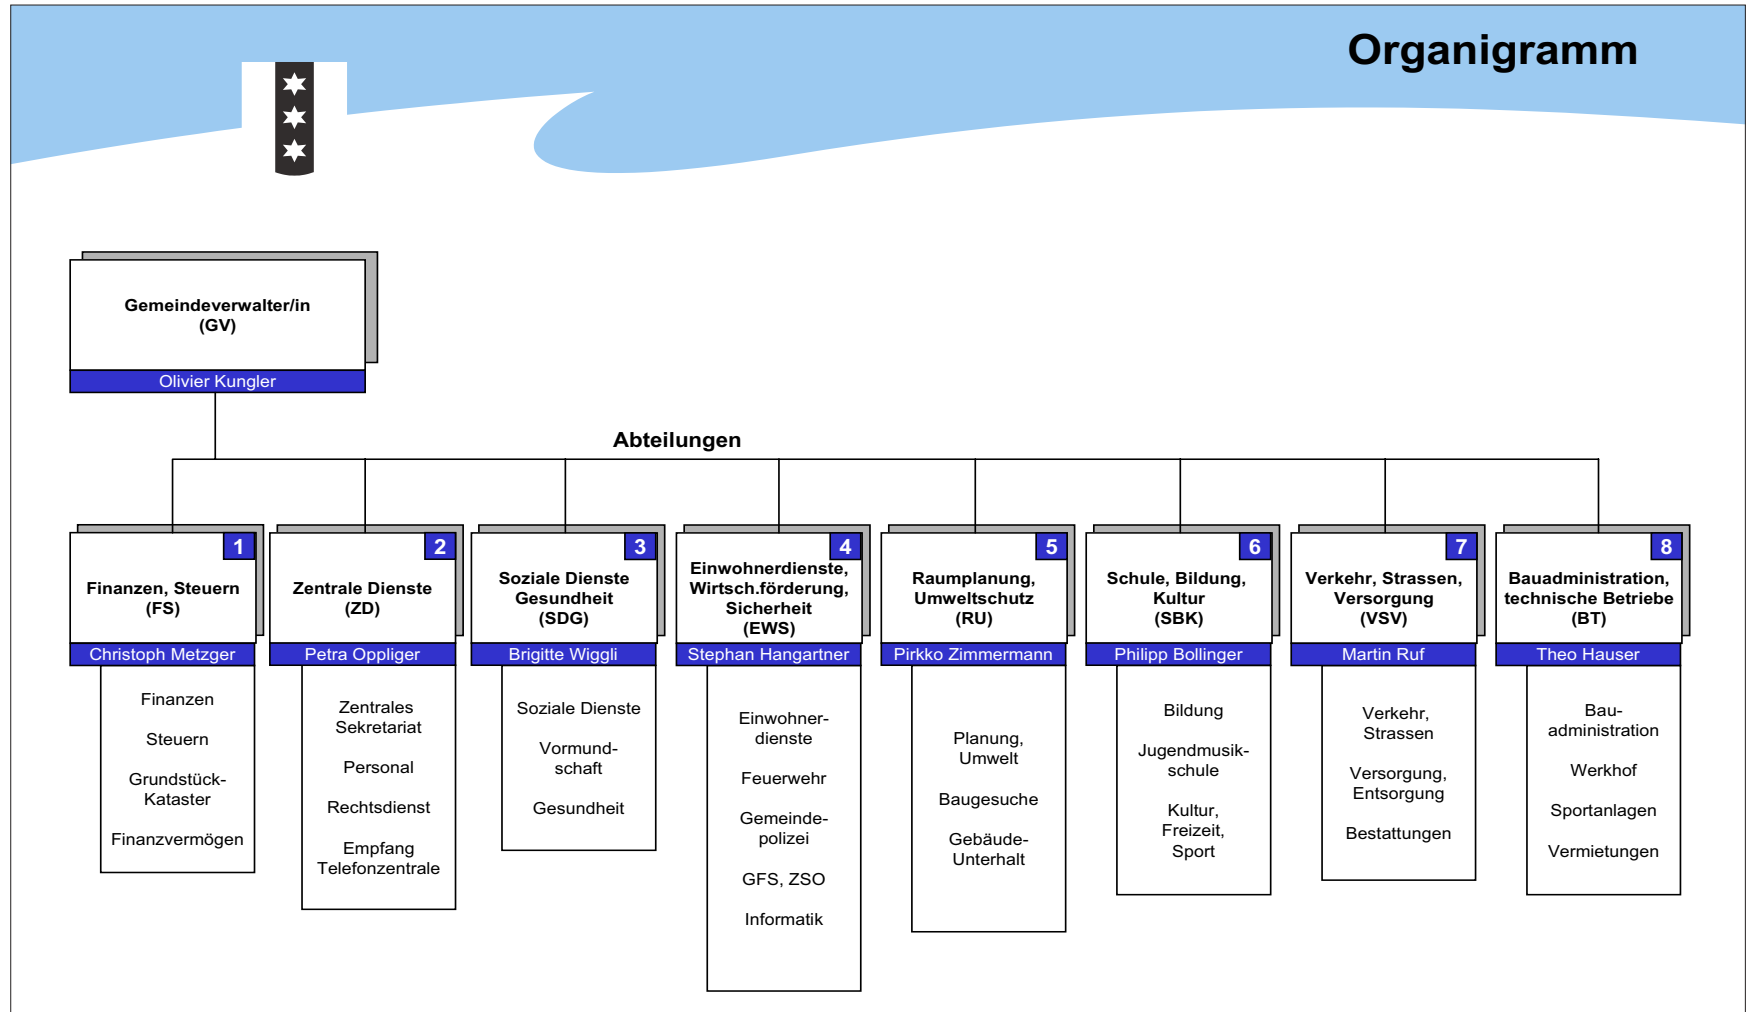 Organigramm
Gemeindeverwalter/in
(GV)
Olivier Kungler
Abteilungen
1
Finanzen, Steuern
(FS)
Christoph Metzger
Finanzen
Steuern
Grundstück-
Kataster
Finanzvermögen
2
Zentrale Dienste
(ZD)
Petra Oppliger
Zentrales
Sekretariat
Personal
Rechtsdienst
Empfang
Telefonzentrale
3
Soziale Dienste
Gesundheit
(SDG)
Brigitte Wiggli
Soziale Dienste
Vormund-
schaft
Gesundheit
4
Einwohnerdienste,
Wirtsch.förderung,
Sicherheit
(EWS)
Stephan Hangartner
Einwohner-
dienste
Feuerwehr
Gemeinde-
polizei
GFS, ZSO
Informatik
5
Raumplanung,
Umweltschutz
(RU)
Pirkko Zimmermann
Planung,
Umwelt
Baugesuche
Gebäude-
Unterhalt
6
Schule, Bildung,
Kultur
(SBK)
Philipp Bollinger
Bildung
Jugendmusik-
schule
Kultur,
Freizeit,
Sport
7
Verkehr, Strassen,
Versorgung
(VSV)
Martin Ruf
Verkehr,
Strassen
Versorgung,
Entsorgung
Bestattungen
8
Bauadministration,
technische Betriebe
(BT)
Theo Hauser
Bau-
administration
Werkhof
Sportanlagen
Vermietungen